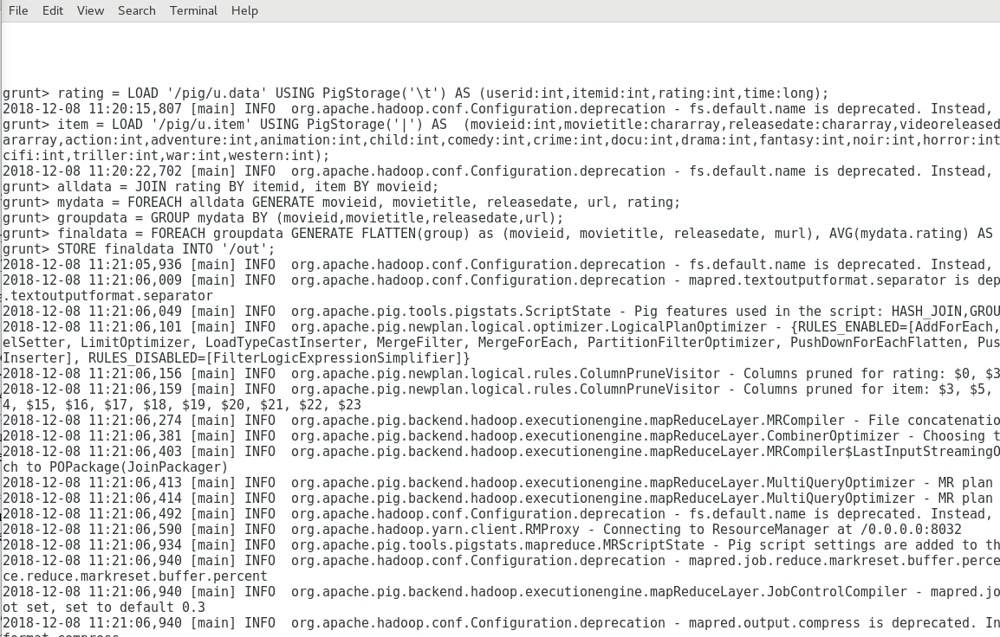 File Edit View Search Terminal Help
grunt> rating = LOAD '/pig/u.data' USING PigStorage('\t') AS (userid:int,itemid:int,rating:int,time:long);
2018-12-08 11:20:15,807 [main] INFO  org.apache.hadoop.conf.Configuration.deprecation - fs.default.name is deprecated. Instead,
grunt> item = LOAD '/pig/u.item' USING PigStorage('|') AS  (movieid:int,movietitle:chararray,releasedate:chararray,videoreleased
ararray,action:int,adventure:int,animation:int,child:int,comedy:int,crime:int,docu:int,drama:int,fantasy:int,noir:int,horror:int
cifi:int,triller:int,war:int,western:int);
2018-12-08 11:20:22,702 [main] INFO  org.apache.hadoop.conf.Configuration.deprecation - fs.default.name is deprecated. Instead,
grunt> alldata = JOIN rating BY itemid, item BY movieid;
grunt> mydata = FOREACH alldata GENERATE movieid, movietitle, releasedate, url, rating;
grunt> groupdata = GROUP mydata BY (movieid,movietitle,releasedate,url);
grunt> finaldata = FOREACH groupdata GENERATE FLATTEN(group) as (movieid, movietitle, releasedate, murl), AVG(mydata.rating) AS
grunt> STORE finaldata INTO '/out';
2018-12-08 11:21:05,936 [main] INFO  org.apache.hadoop.conf.Configuration.deprecation - fs.default.name is deprecated. Instead,
2018-12-08 11:21:06,009 [main] INFO  org.apache.hadoop.conf.Configuration.deprecation - mapred.textoutputformat.separator is dep
.textoutputformat.separator
2018-12-08 11:21:06,049 [main] INFO  org.apache.pig.tools.pigstats.ScriptState - Pig features used in the script: HASH_JOIN,GROU
2018-12-08 11:21:06,101 [main] INFO  org.apache.pig.newplan.logical.optimizer.LogicalPlanOptimizer - {RULES_ENABLED=[AddForEach,
elSetter, LimitOptimizer, LoadTypeCastInserter, MergeFilter, MergeForEach, PartitionFilterOptimizer, PushDownForEachFlatten, Pus
Inserter], RULES_DISABLED=[FilterLogicExpressionSimplifier]}
2018-12-08 11:21:06,156 [main] INFO  org.apache.pig.newplan.logical.rules.ColumnPruneVisitor - Columns pruned for rating: $0, $3
2018-12-08 11:21:06,159 [main] INFO  org.apache.pig.newplan.logical.rules.ColumnPruneVisitor - Columns pruned for item: $3, $5,
4, $15, $16, $17, $18, $19, $20, $21, $22, $23
2018-12-08 11:21:06,274 [main] INFO  org.apache.pig.backend.hadoop.executionengine.mapReduceLayer.MRCompiler - File concatenatio
2018-12-08 11:21:06,381 [main] INFO  org.apache.pig.backend.hadoop.executionengine.mapReduceLayer.CombinerOptimizer - Choosing t
2018-12-08 11:21:06,403 [main] INFO  org.apache.pig.backend.hadoop.executionengine.mapReduceLayer.MRCompiler$LastInputStreamingO
ch to POPackage(JoinPackager)
2018-12-08 11:21:06,413 [main] INFO  org.apache.pig.backend.hadoop.executionengine.mapReduceLayer.MultiQueryOptimizer - MR plan
2018-12-08 11:21:06,414 [main] INFO  org.apache.pig.backend.hadoop.executionengine.mapReduceLayer.MultiQueryOptimizer - MR plan
2018-12-08 11:21:06,492 [main] INFO  org.apache.hadoop.conf.Configuration.deprecation - fs.default.name is deprecated. Instead,
2018-12-08 11:21:06,590 [main] INFO  org.apache.hadoop.yarn.client.RMProxy - Connecting to ResourceManager at /0.0.0.0:8032
2018-12-08 11:21:06,934 [main] INFO  org.apache.pig.tools.pigstats.mapreduce.MRScriptState - Pig script settings are added to th
2018-12-08 11:21:06,940 [main] INFO  org.apache.hadoop.conf.Configuration.deprecation - mapred.job.reduce.markreset.buffer.perce
ce.reduce.markreset.buffer.percent
2018-12-08 11:21:06,940 [main] INFO  org.apache.pig.backend.hadoop.executionengine.mapReduceLayer.JobControlCompiler - mapred.jo
ot set, set to default 0.3
2018-12-08 11:21:06,940 [main] INFO  org.apache.hadoop.conf.Configuration.deprecation - mapred.output.compress is deprecated. In
format.compress